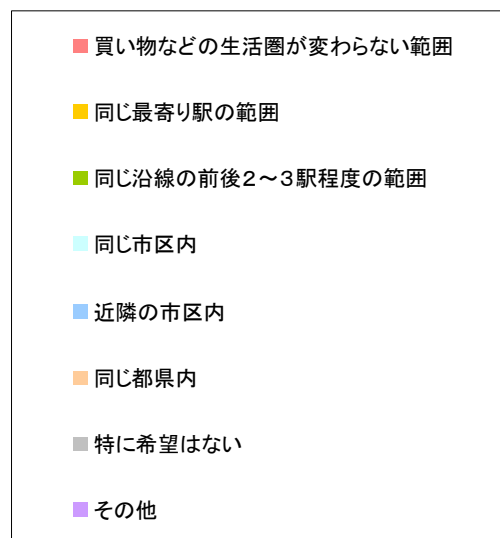 買い物などの生活圏が変わらない範囲
同じ最寄り駅の範囲
同じ沿線の前後２～３駅程度の範囲
同じ市区内
近隣の市区内
同じ都県内
特に希望はない
その他